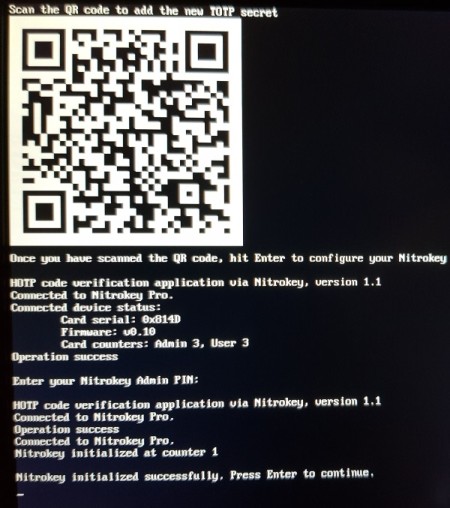 Scan the QR code to add the new TOTP secret
Once you have scanned the QR code, hit Enter to configure your Nitrokey
HOTP code verification application via Nitrokey, version 1.1
Connected to Nitrokey Pro.
Connected device status:
Card serial: 0x814D
Firmware: v0.10
Card counters: Admin 3, User 3
Operation success
Enter your Nitrokey Admin PIN:
HOTP code verification application via Nitrokey, version 1.1
Connected to Nitrokey Pro.
Operation success
Connected to Nitrokey Pro.
Nitrokey initialized at counter 1
Nitrokey initialized successfully. Press Enter to continue.
_